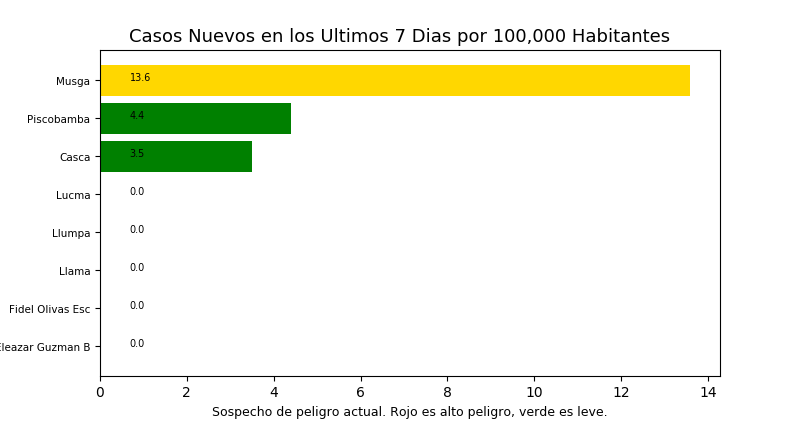 Casos Nuevos en los Ultimos 7 Dias por 100,000 Habitantes
Musga 13.6
Piscobamba 4.4
Casca 3.5
Lucma 0.0
Llumpa 0.0
Llama 0.0
Fidel Olivas Esc 0.0
Eleazar Guzman B 0.0
0 2 4 6 8 10 12 14
Sospecho de peligro actual. Rojo es alto peligro, verde es leve.